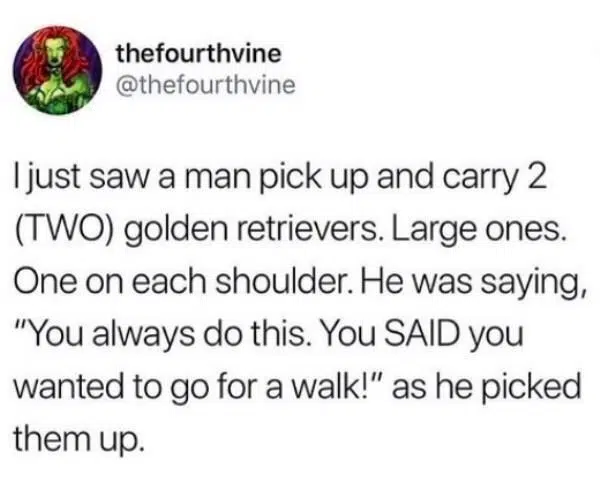 thefourthvine
@thefourthvine
I just saw a man pick up and carry 2
(TWO) golden retrievers. Large ones.
One on each shoulder. He was saying,
"You always do this. You SAID you
wanted to go for a walk!" as he picked
them up.